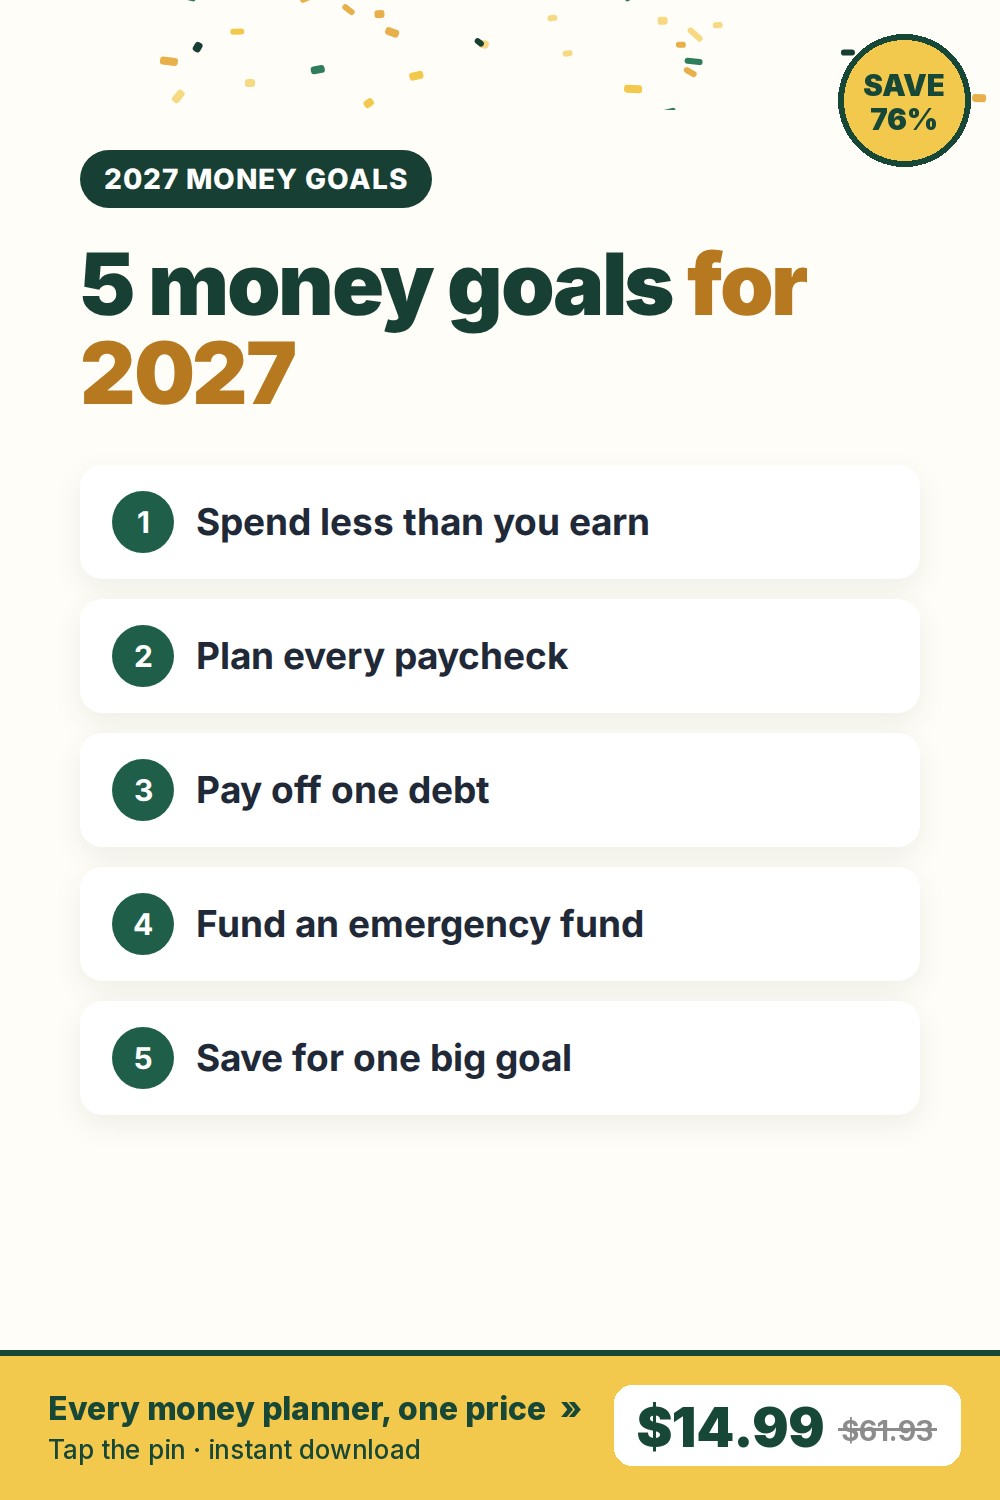 SAVE
76%
2027 MONEY GOALS
5 money goals for
2027
1 Spend less than you earn
2 Plan every paycheck
3 Pay off one debt
4 Fund an emergency fund
5 Save for one big goal
Every money planner, one price »
Tap the pin · instant download
$14.99 $61.93